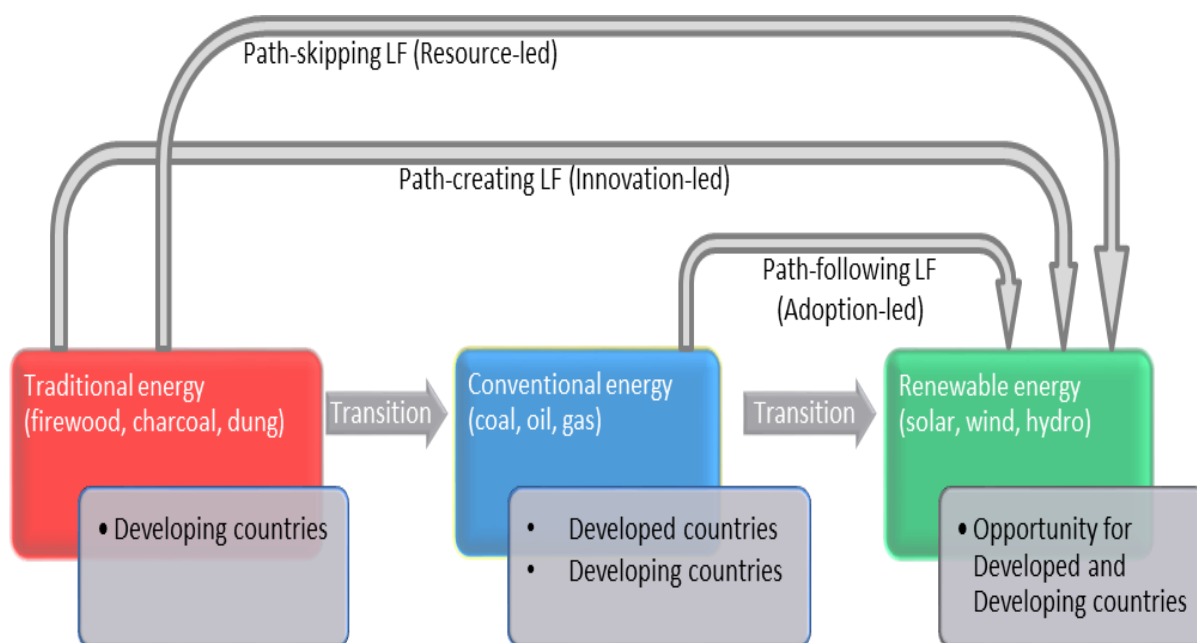 Path-skipping LF (Resource-led)
Path-creating LF (Innovation-led)
Path-following LF
(Adoption-led)
Traditional energy
(firewood, charcoal, dung)
Transition
Conventional energy
(coal, oil, gas)
Transition
Renewable energy
(solar, wind, hydro)
• Developing countries
• Developed countries
• Developing countries
• Opportunity for
Developed and
Developing countries